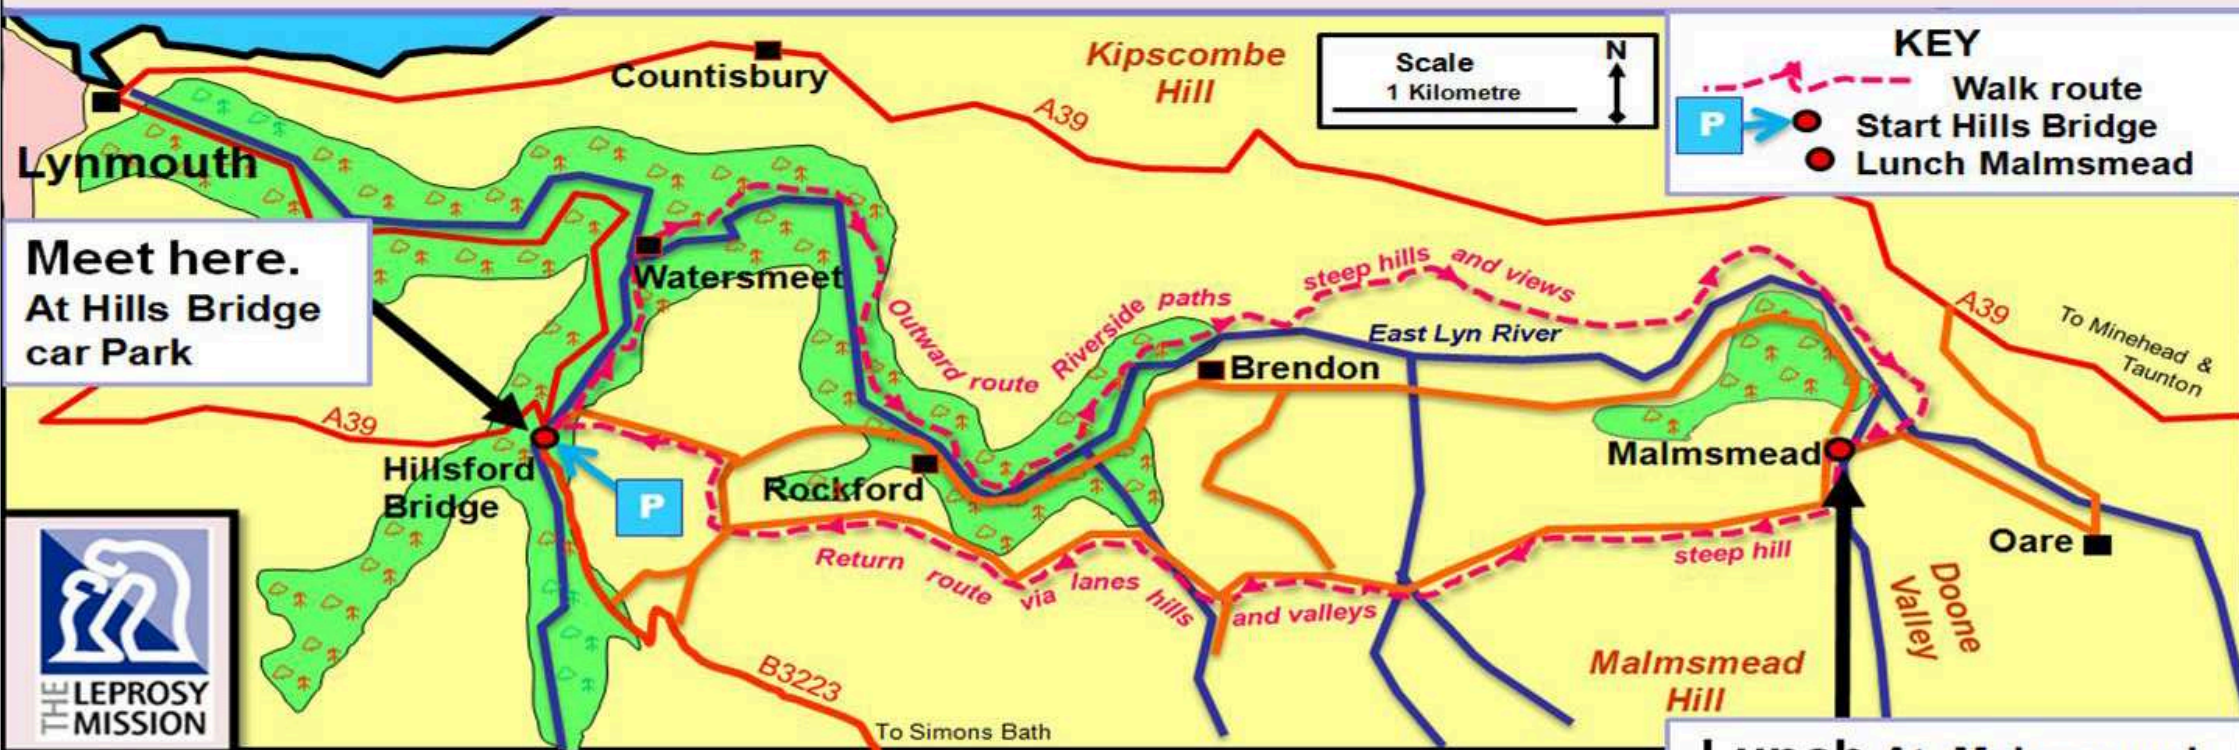 Countisbury
Kipscombe
Hill
Scale
1 Kilometre
N
KEY
Walk route
P
Start Hills Bridge
Lunch Malmsmead
A39
Lynmouth
Meet here.
At Hills Bridge
car Park
Watersmeet
Outward route
Riverside paths
steep hills and views
East Lyn River
Brendon
A39
To Minehead &
Taunton
A39
Hillsford
Bridge
P
Rockford
Malmsmead
Oare
Return route via lanes hills and valleys
steep hill
Doone
Valley
Malmsmead
Hill
B3223
To Simons Bath
THE LEPROSY
MISSION
Lunch At